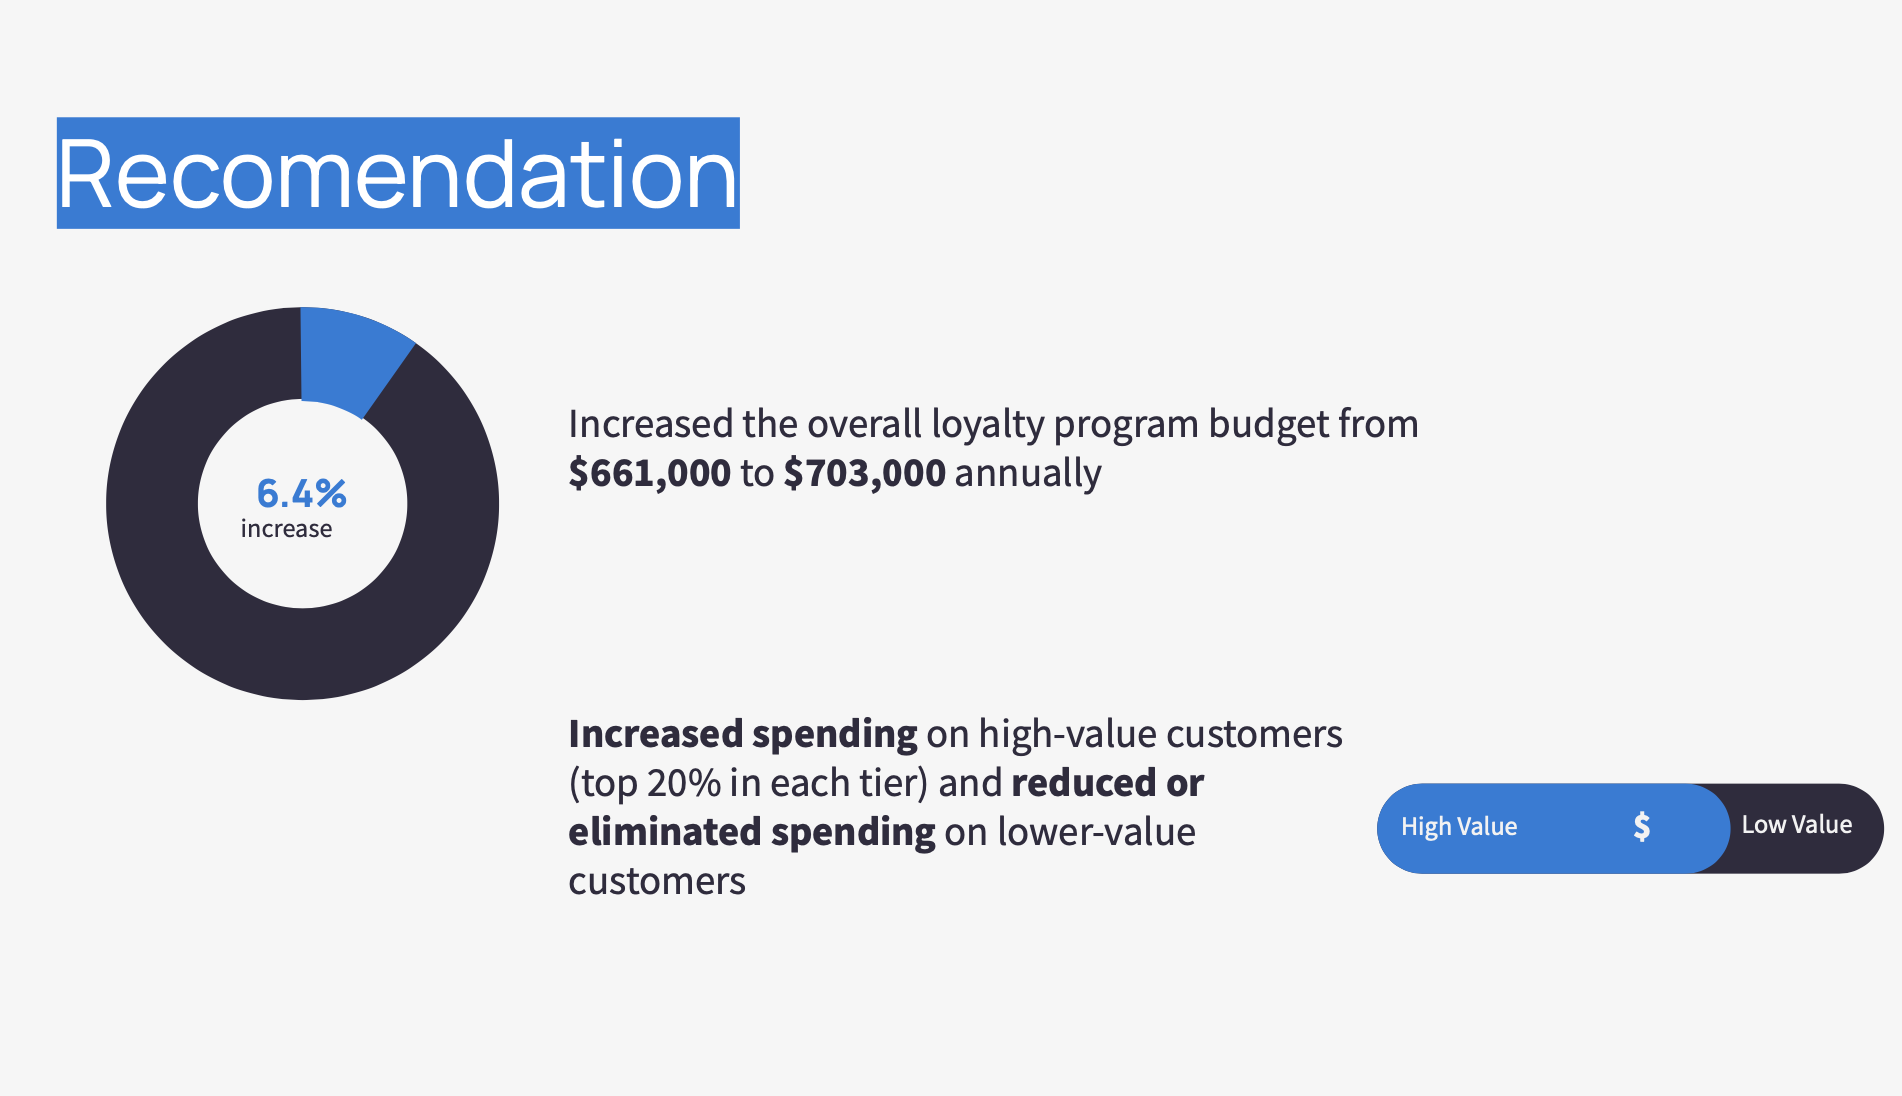 Recomendation
6.4%
increase
Increased the overall loyalty program budget from
$661,000 to $703,000 annually
Increased spending on high-value customers
(top 20% in each tier) and reduced or
eliminated spending on lower-value
customers
High Value $ Low Value